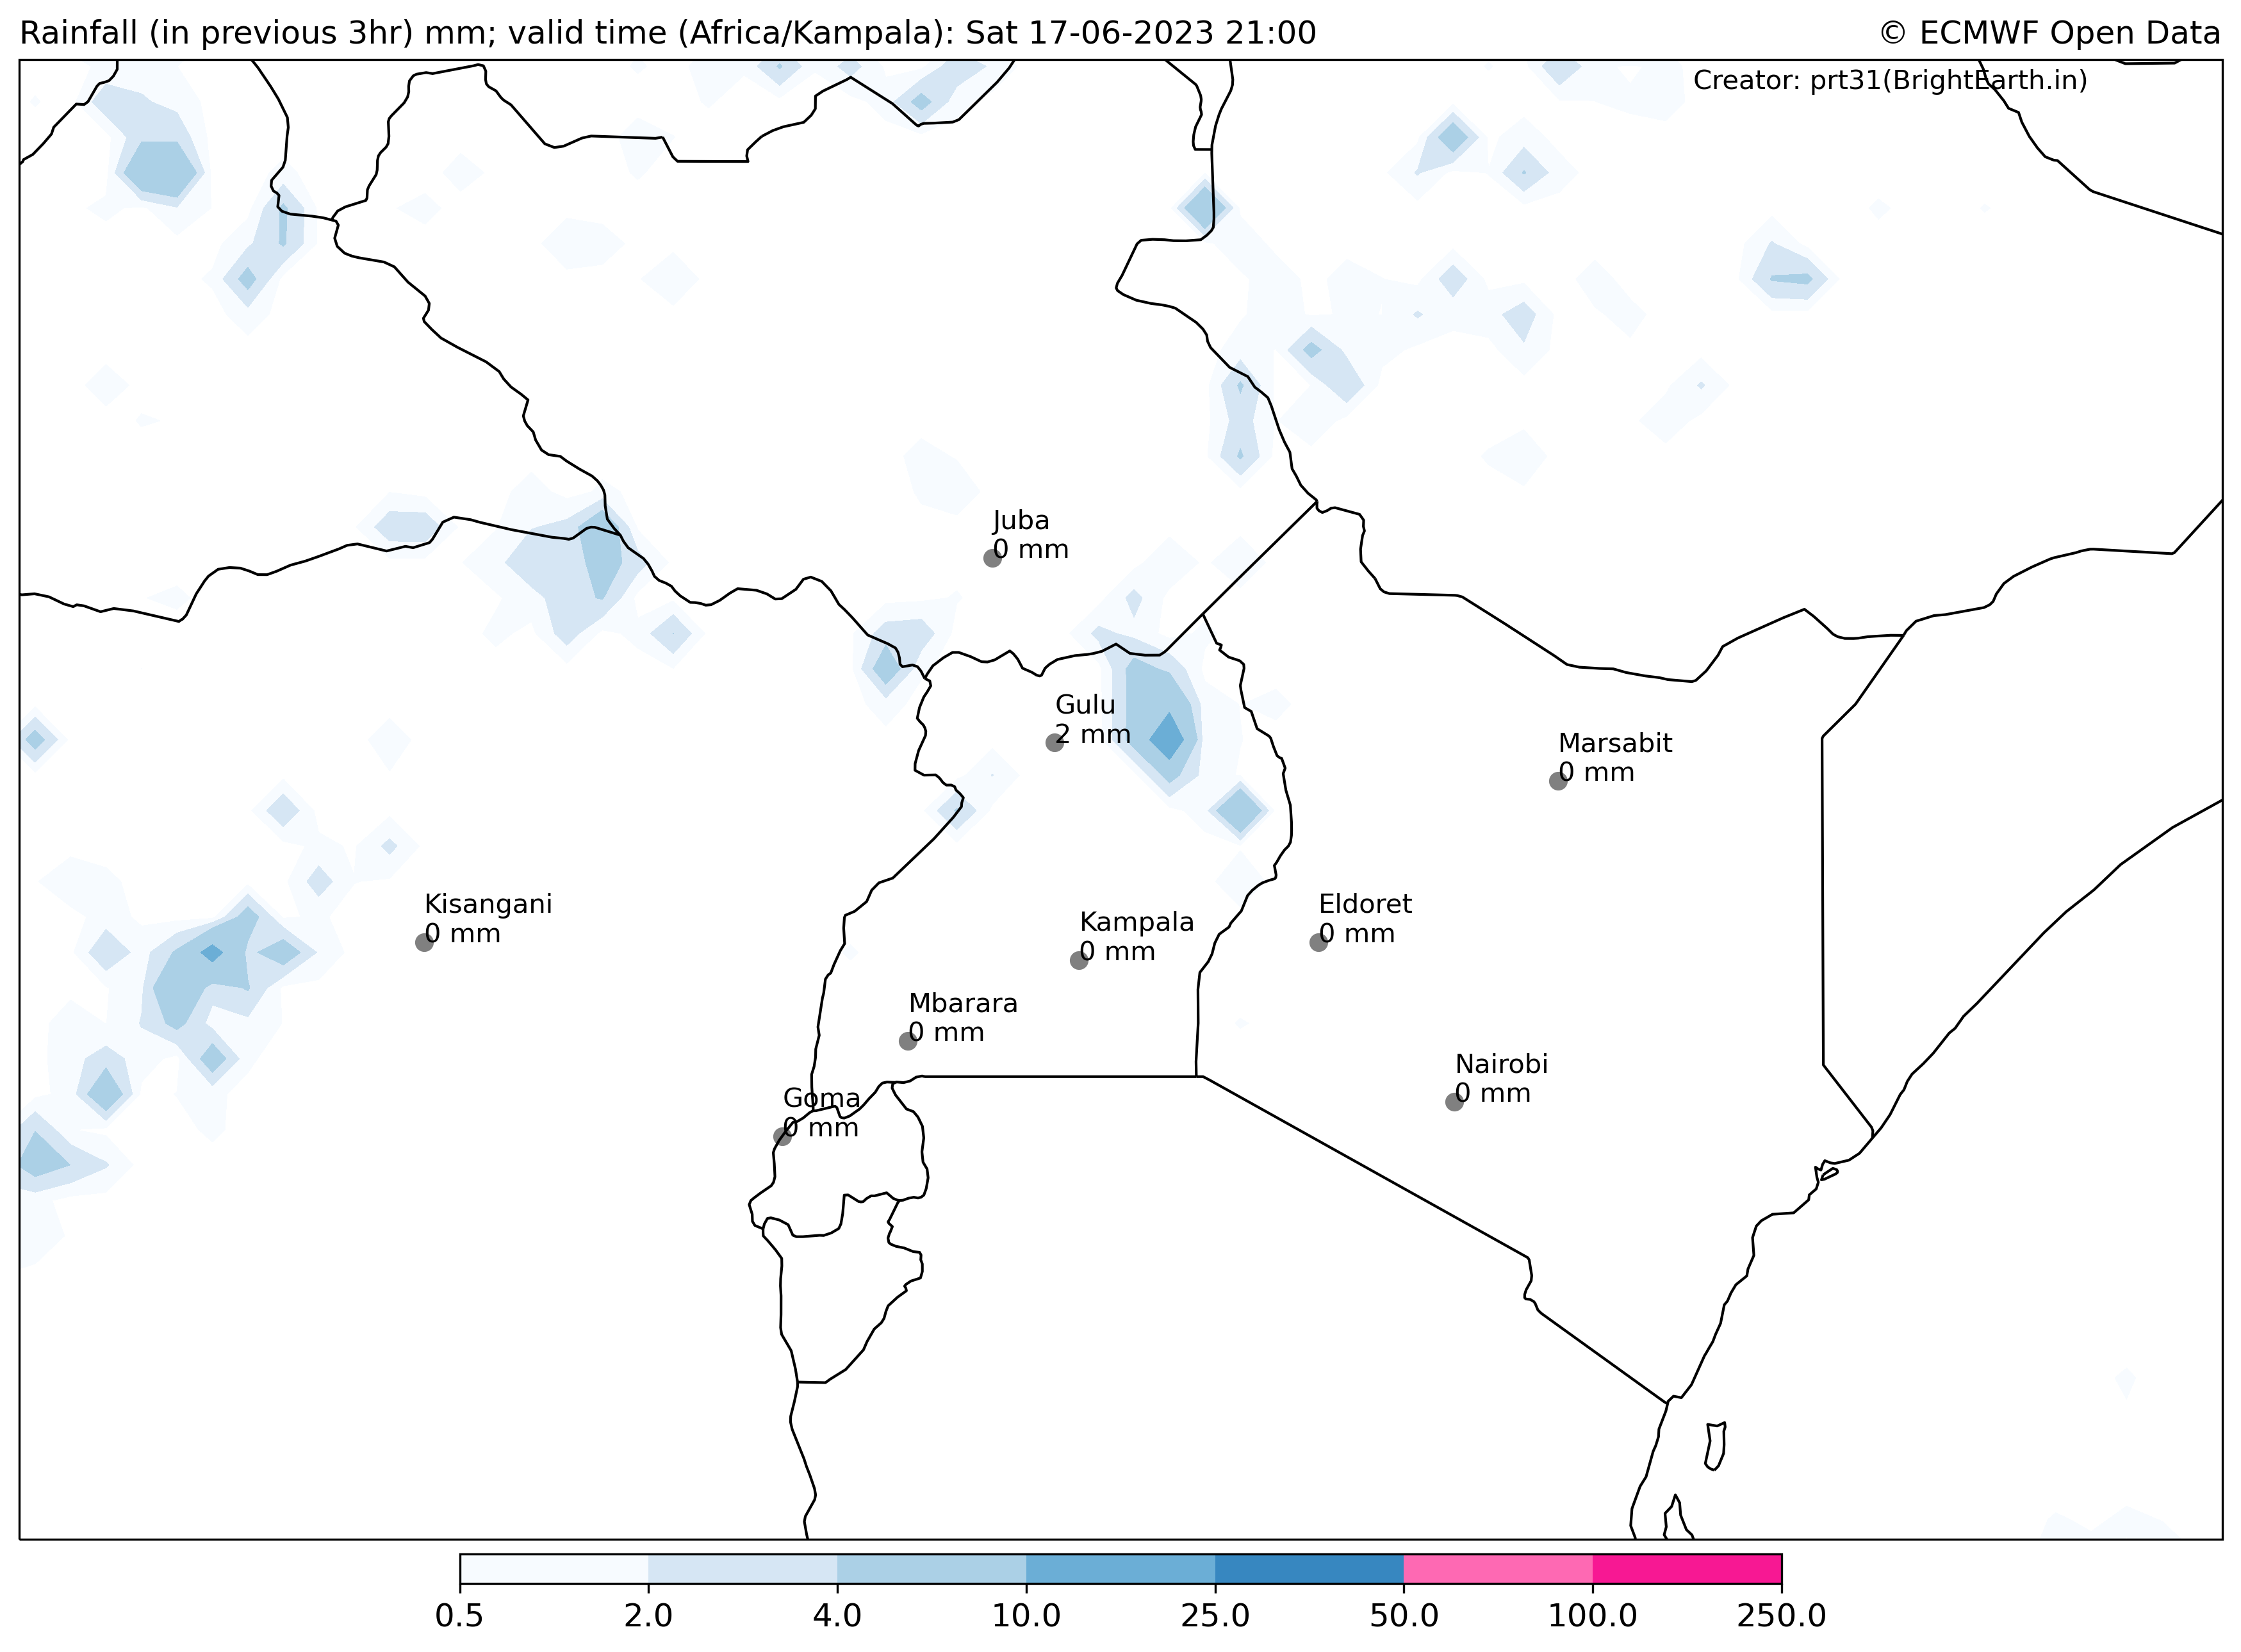 Rainfall (in previous 3hr) mm; valid time (Africa/Kampala): Sat 17-06-2023 21:00
© ECMWF Open Data
Creator: prt31(BrightEarth.in)
Juba
0 mm
Gulu
2 mm
Marsabit
0 mm
Kisangani
0 mm
Eldoret
0 mm
Kampala
0 mm
Mbarara
0 mm
Nairobi
0 mm
Goma
0 mm
0.5 2.0 4.0 10.0 25.0 50.0 100.0 250.0